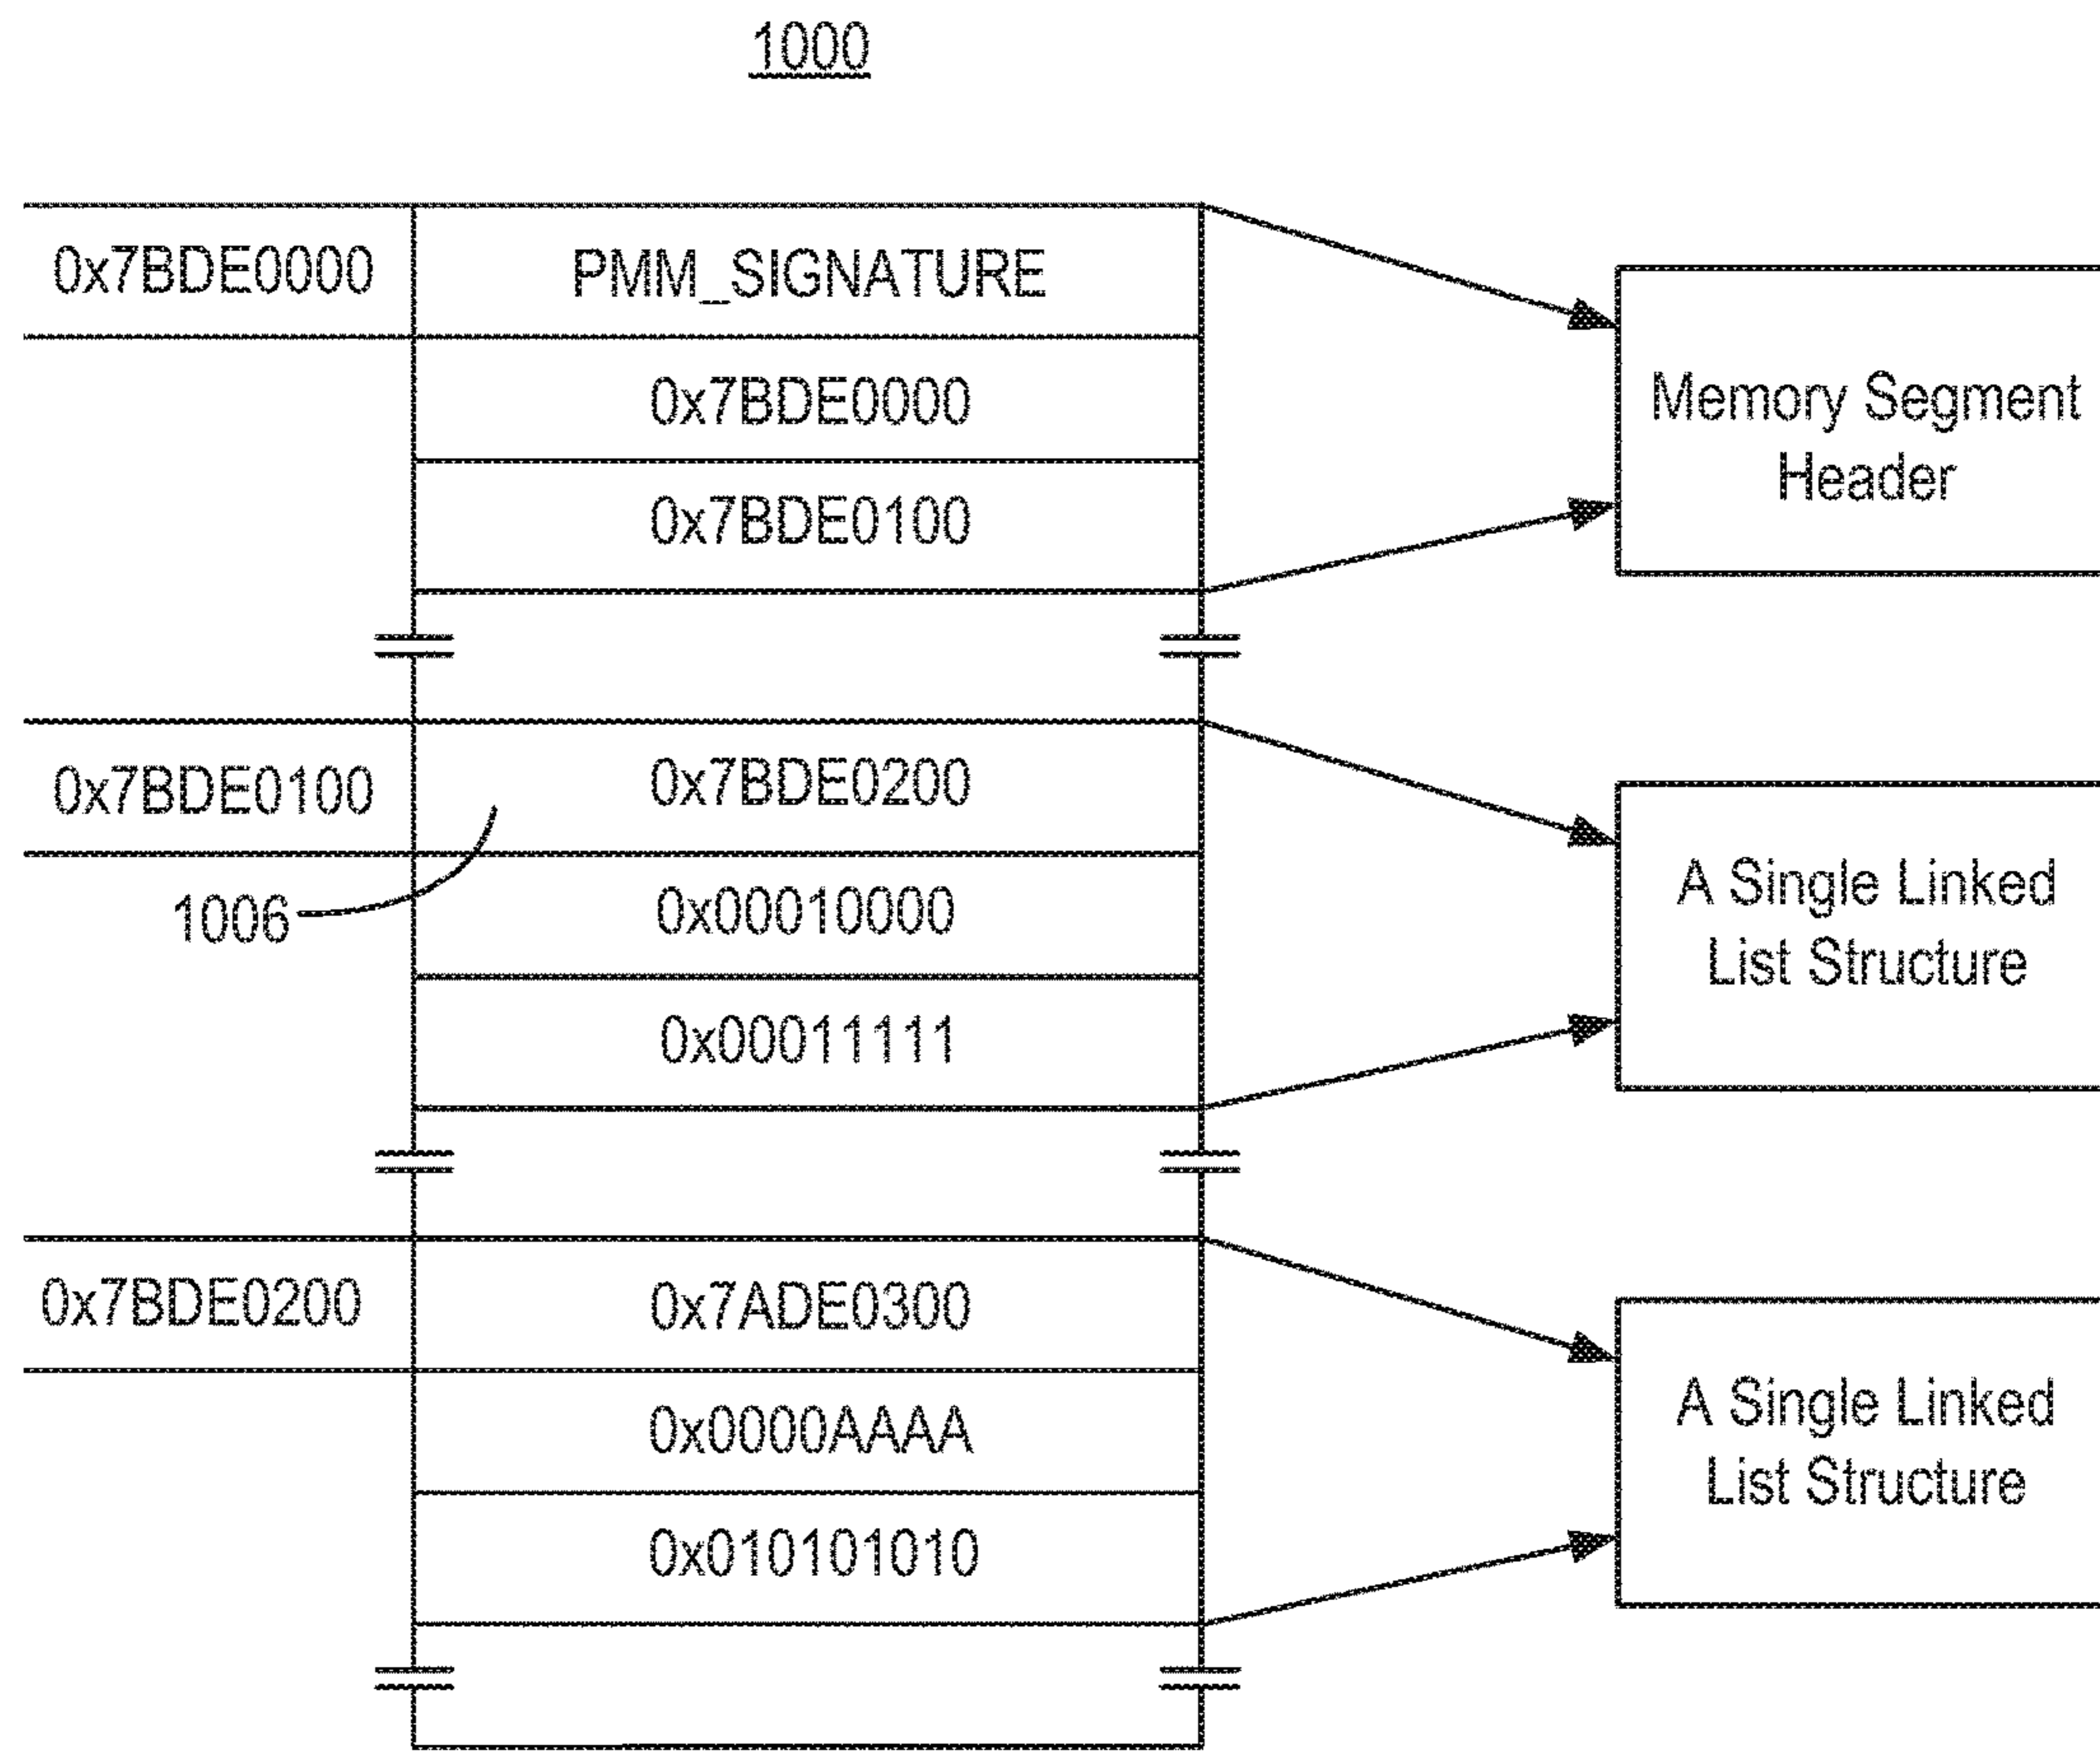 1000
0x7BDE0000
PMM_SIGNATURE
0x7BDE0000
0x7BDE0100
Memory Segment
Header
0x7BDE0100
0x7BDE0200
1006
0x00010000
0x00011111
A Single Linked
List Structure
0x7BDE0200
0x7ADE0300
0x0000AAAA
0x010101010
A Single Linked
List Structure